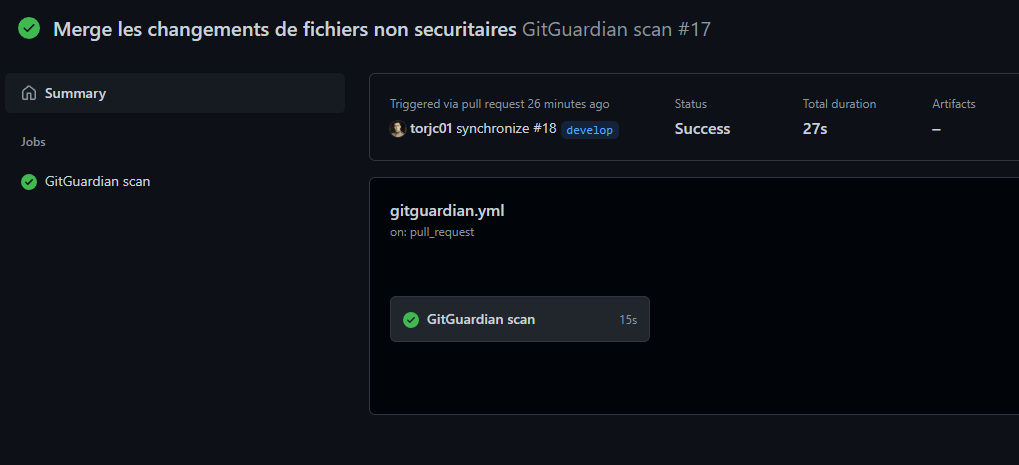 Merge les changements de fichiers non securitaires GitGuardian scan #17
Summary
Jobs
GitGuardian scan
Triggered via pull request 26 minutes ago
torjc01 synchronize #18 develop
Status
Success
Total duration
27s
Artifacts
–
gitguardian.yml
on: pull_request
GitGuardian scan 15s